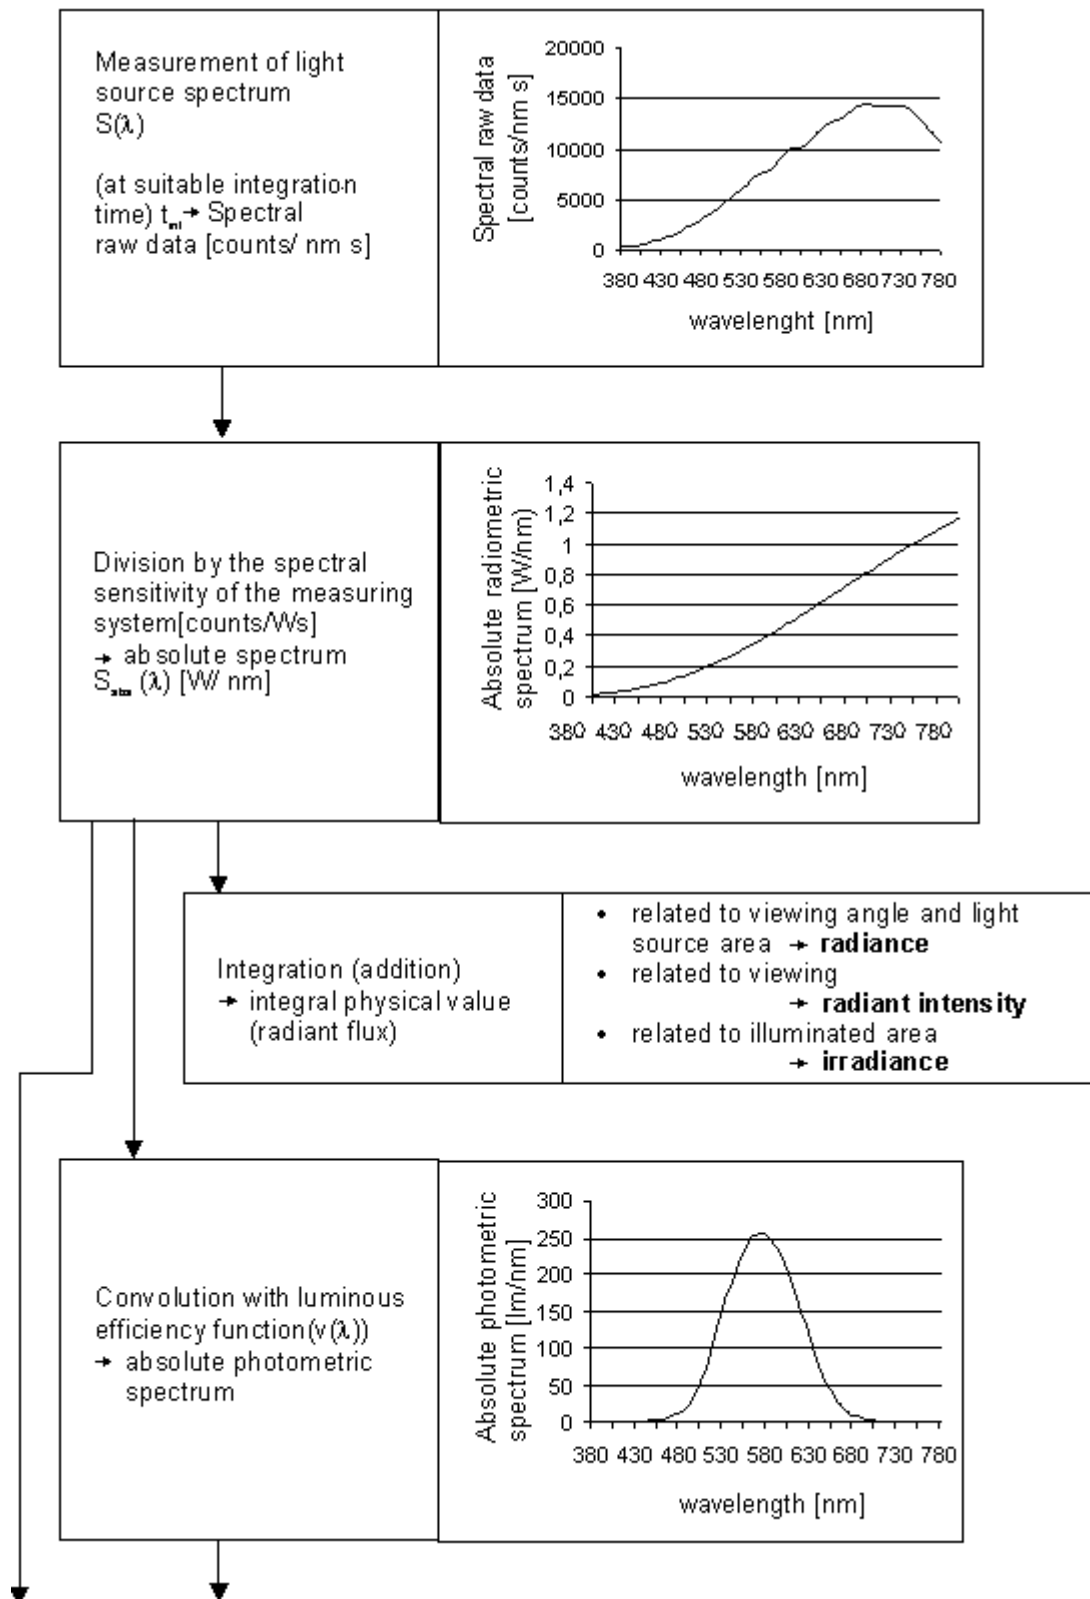 Measurement of light
source spectrum
S(λ)
(at suitable integration
time) t → Spectral
raw data [counts/ nm s]
Spectral raw data
[counts/nm s]
20000
15000
10000
5000
0
380 430 480 530 580 630 680 730 780
wavelenght [nm]
Division by the spectral
sensitivity of the measuring
system[counts/Ws]
→ absolute spectrum
S (λ) [W/ nm]
Absolute radiometric
spectrum [W/nm)
1,4
1,2
1
0,8
0,6
0,4
0,2
0
380 430 480 530 580 630 680 730 780
wavelength [nm]
Integration (addition)
→ integral physical value
(radiant flux)
• related to viewing angle and light
source area → radiance
• related to viewing
→ radiant intensity
• related to illuminated area
→ irradiance
Convolution with luminous
efficiency function(v(λ))
→ absolute photometric
spectrum
Absolute photometric
spectrum [lm/nm]
300
250
200
150
100
50
0
380 430 480 530 580 630 680 730 780
wavelength [nm]